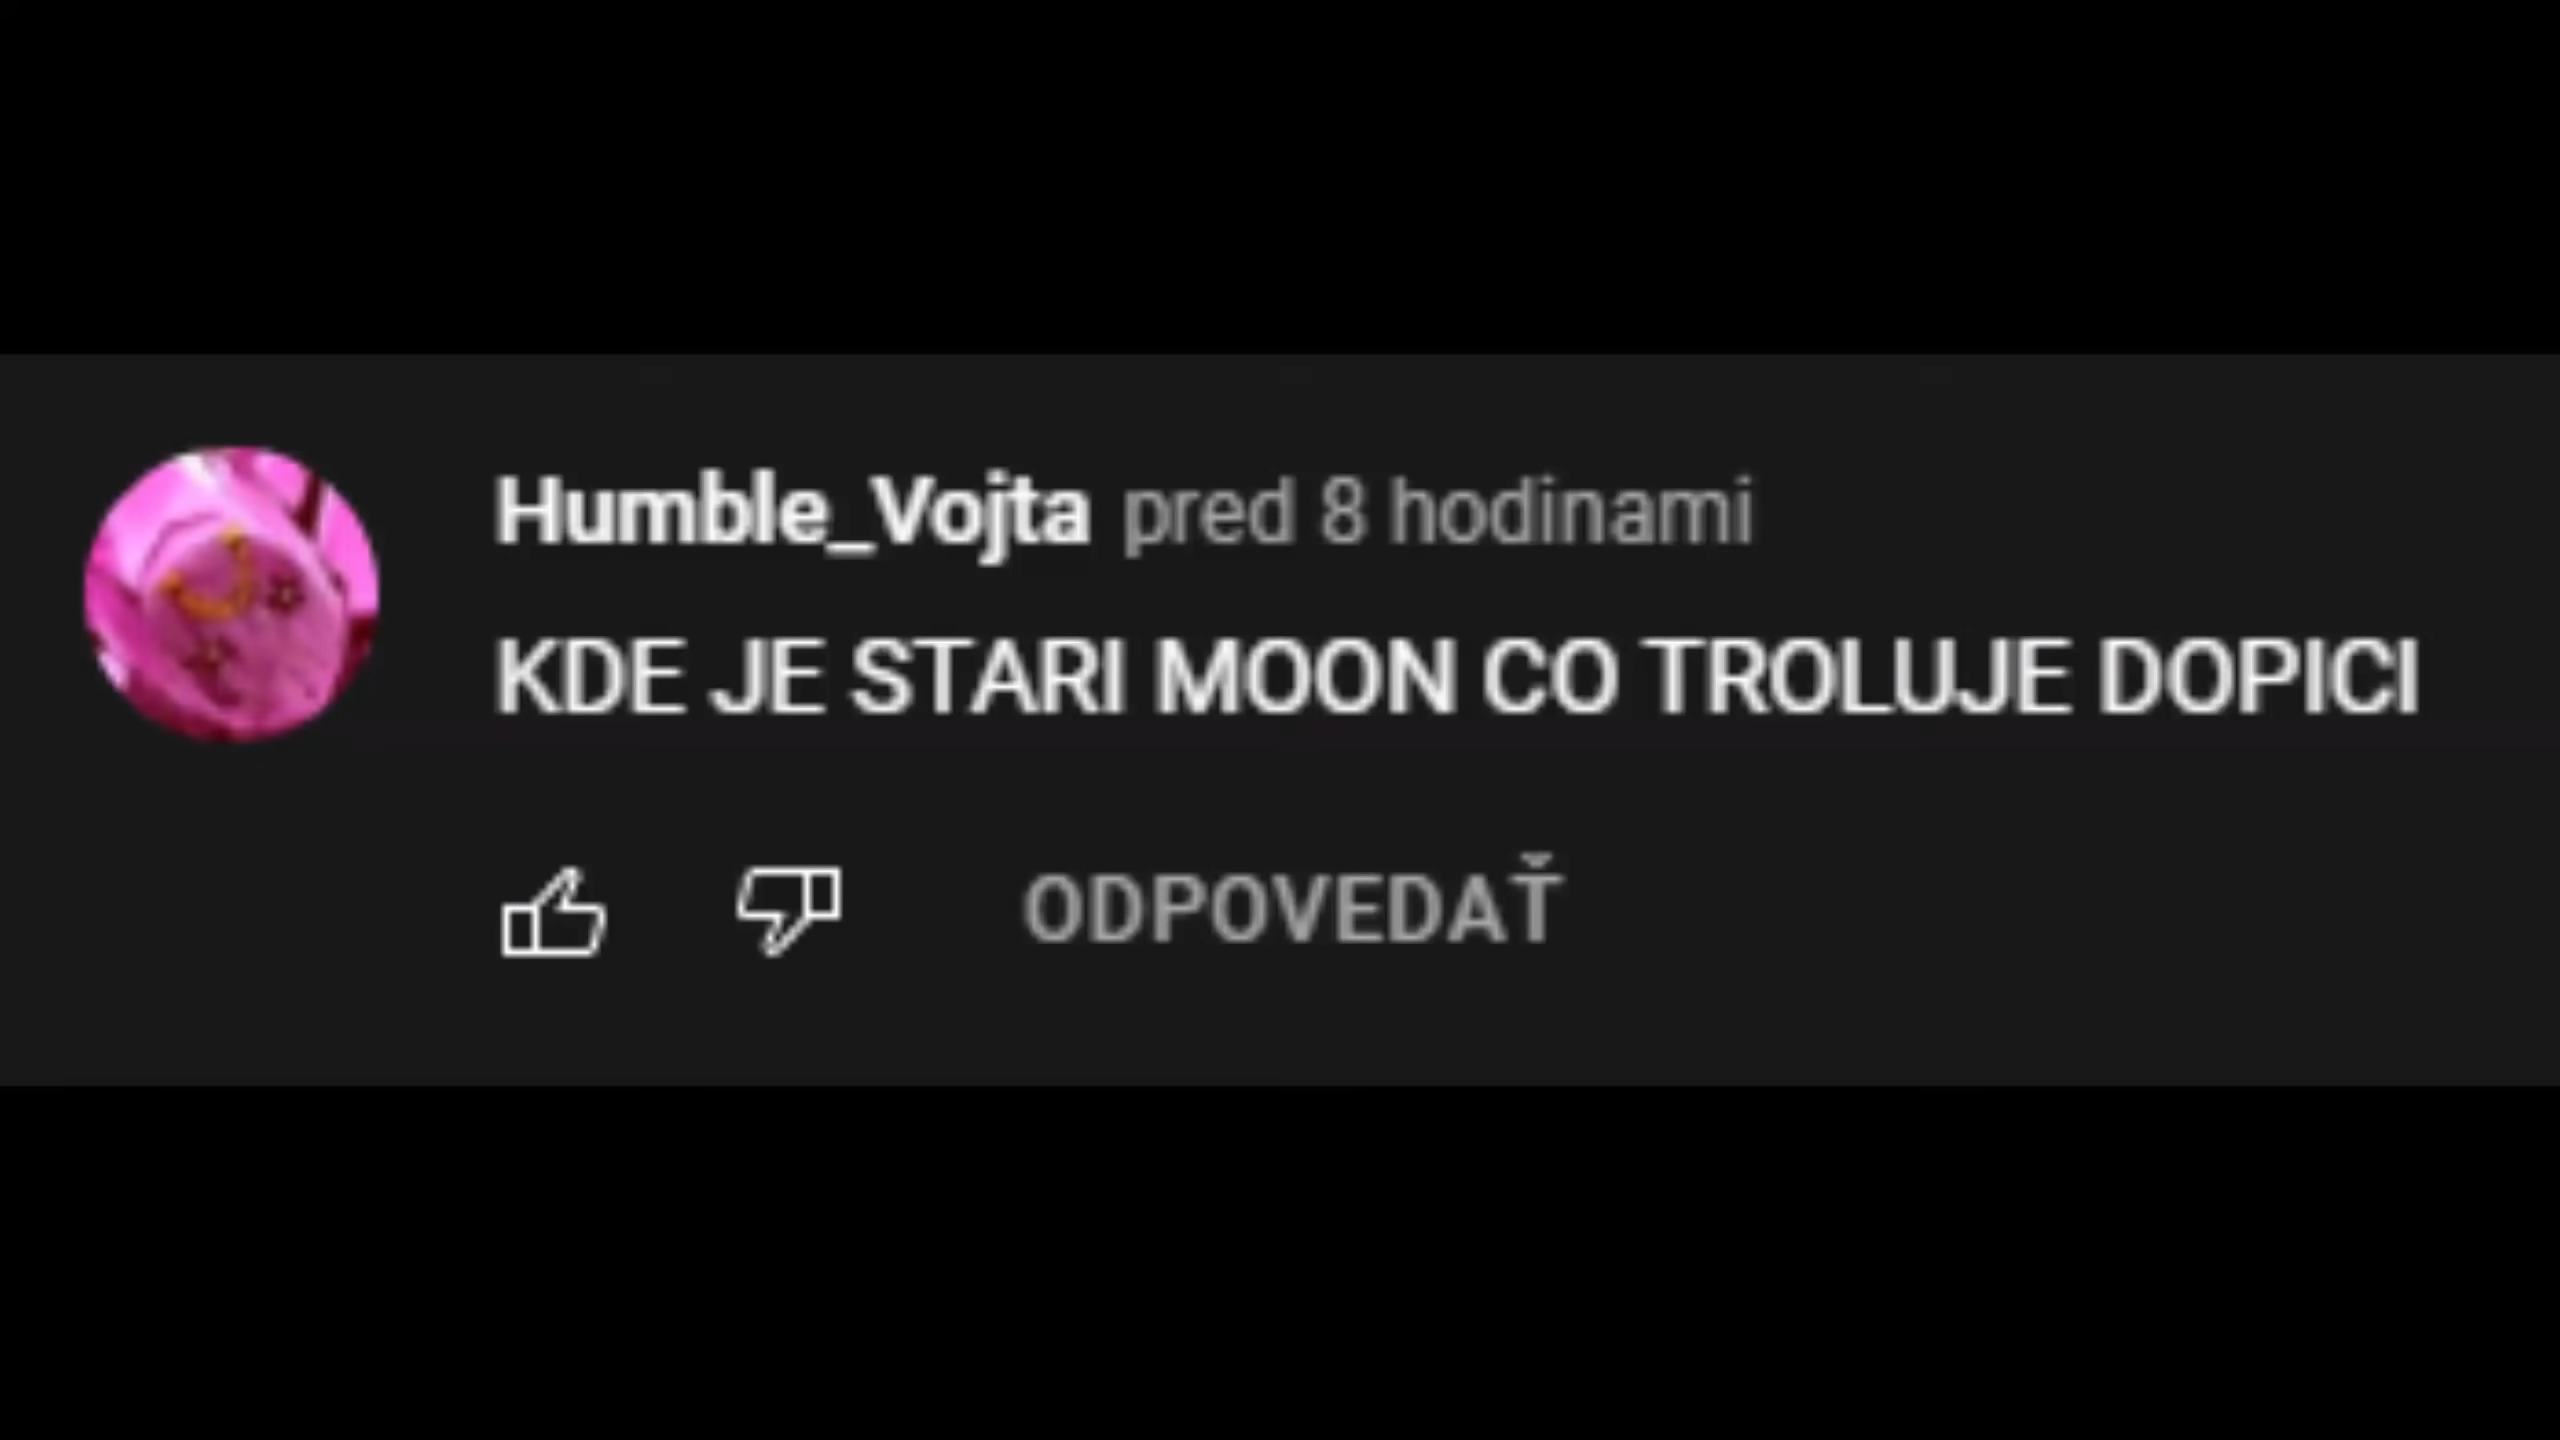 Humble_Vojta pred 8 hodinami
KDE JE STARI MOON CO TROLUJE DOPICI
ODPOVEDAŤ